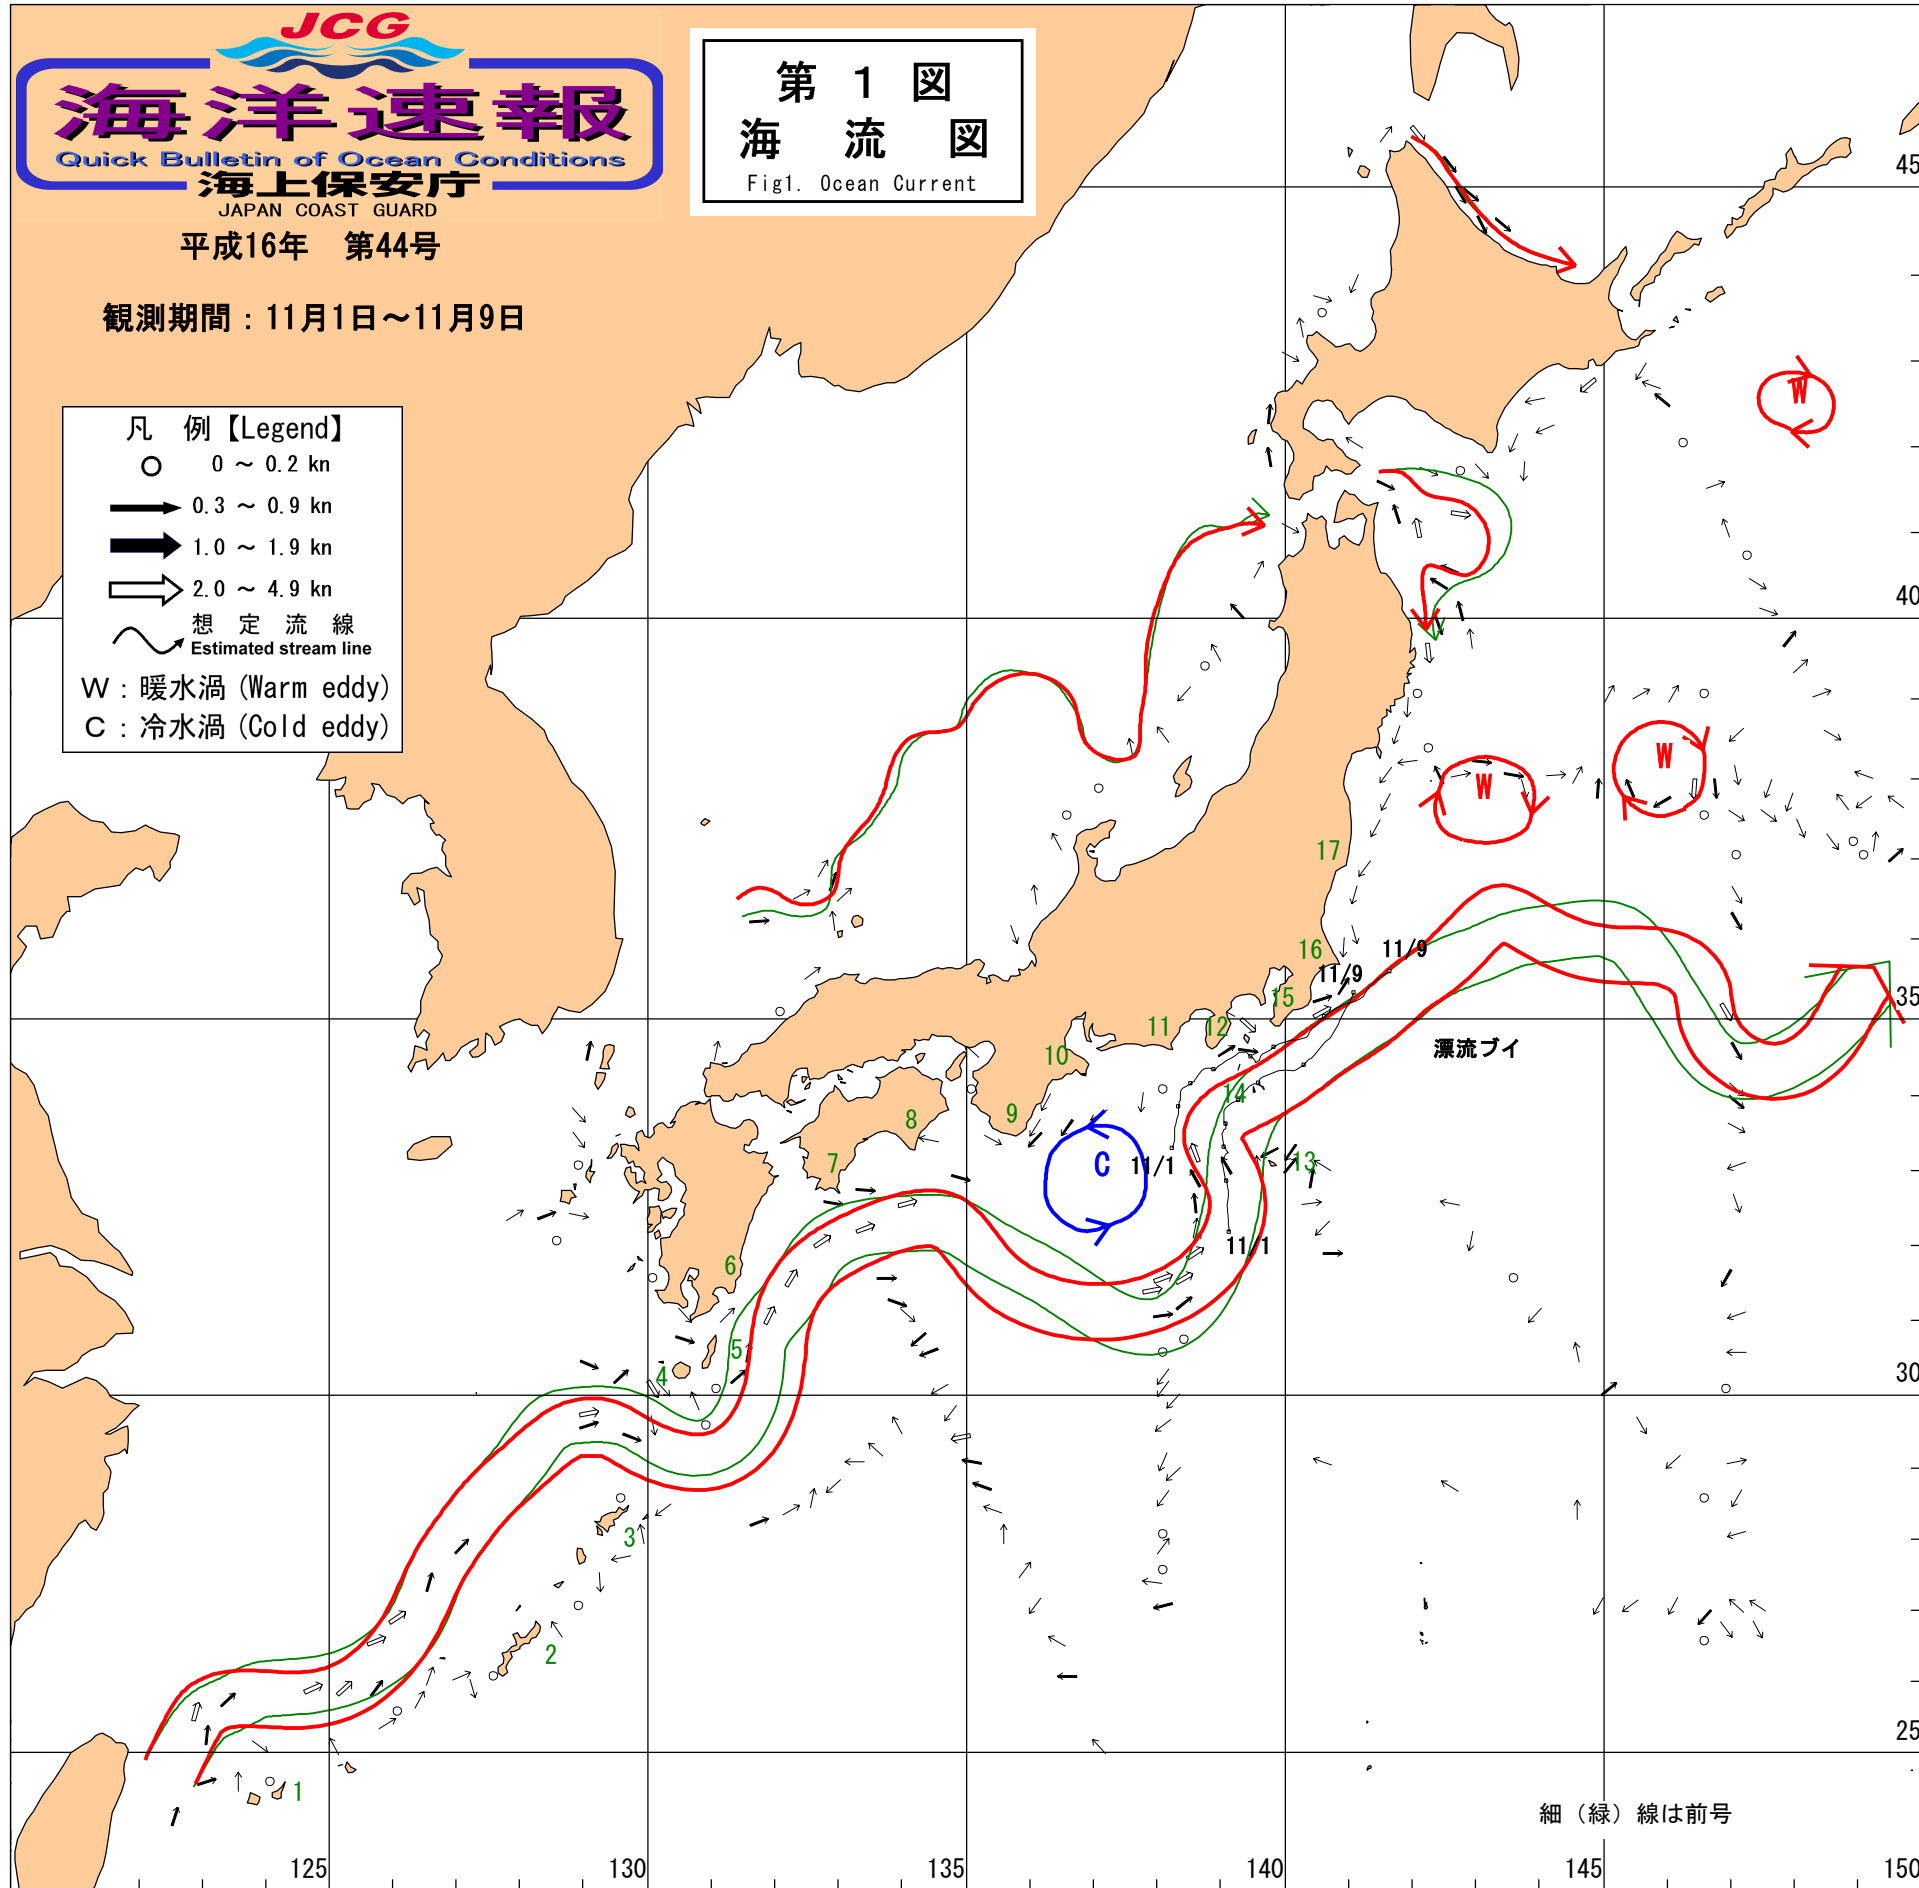 JCG
海洋速報
Quick Bulletin of Ocean Conditions
海上保安庁
JAPAN COAST GUARD
平成16年 第44号
観測期間：11月1日～11月9日
第 1 図
海 流 図
Fig1. Ocean Current
凡 例【Legend】
0 ～ 0.2 kn
0.3 ～ 0.9 kn
1.0 ～ 1.9 kn
2.0 ～ 4.9 kn
想 定 流 線
Estimated stream line
W：暖水渦(Warm eddy)
C：冷水渦(Cold eddy)
45
W
40
W
W
17
16
11/9
11/9
15
35
11
12
10
漂流ブイ
14
9
8
7
C
11/1
13
11/1
6
5
4
30
3
2
25
1
細（緑）線は前号
125
130
135
140
145
150